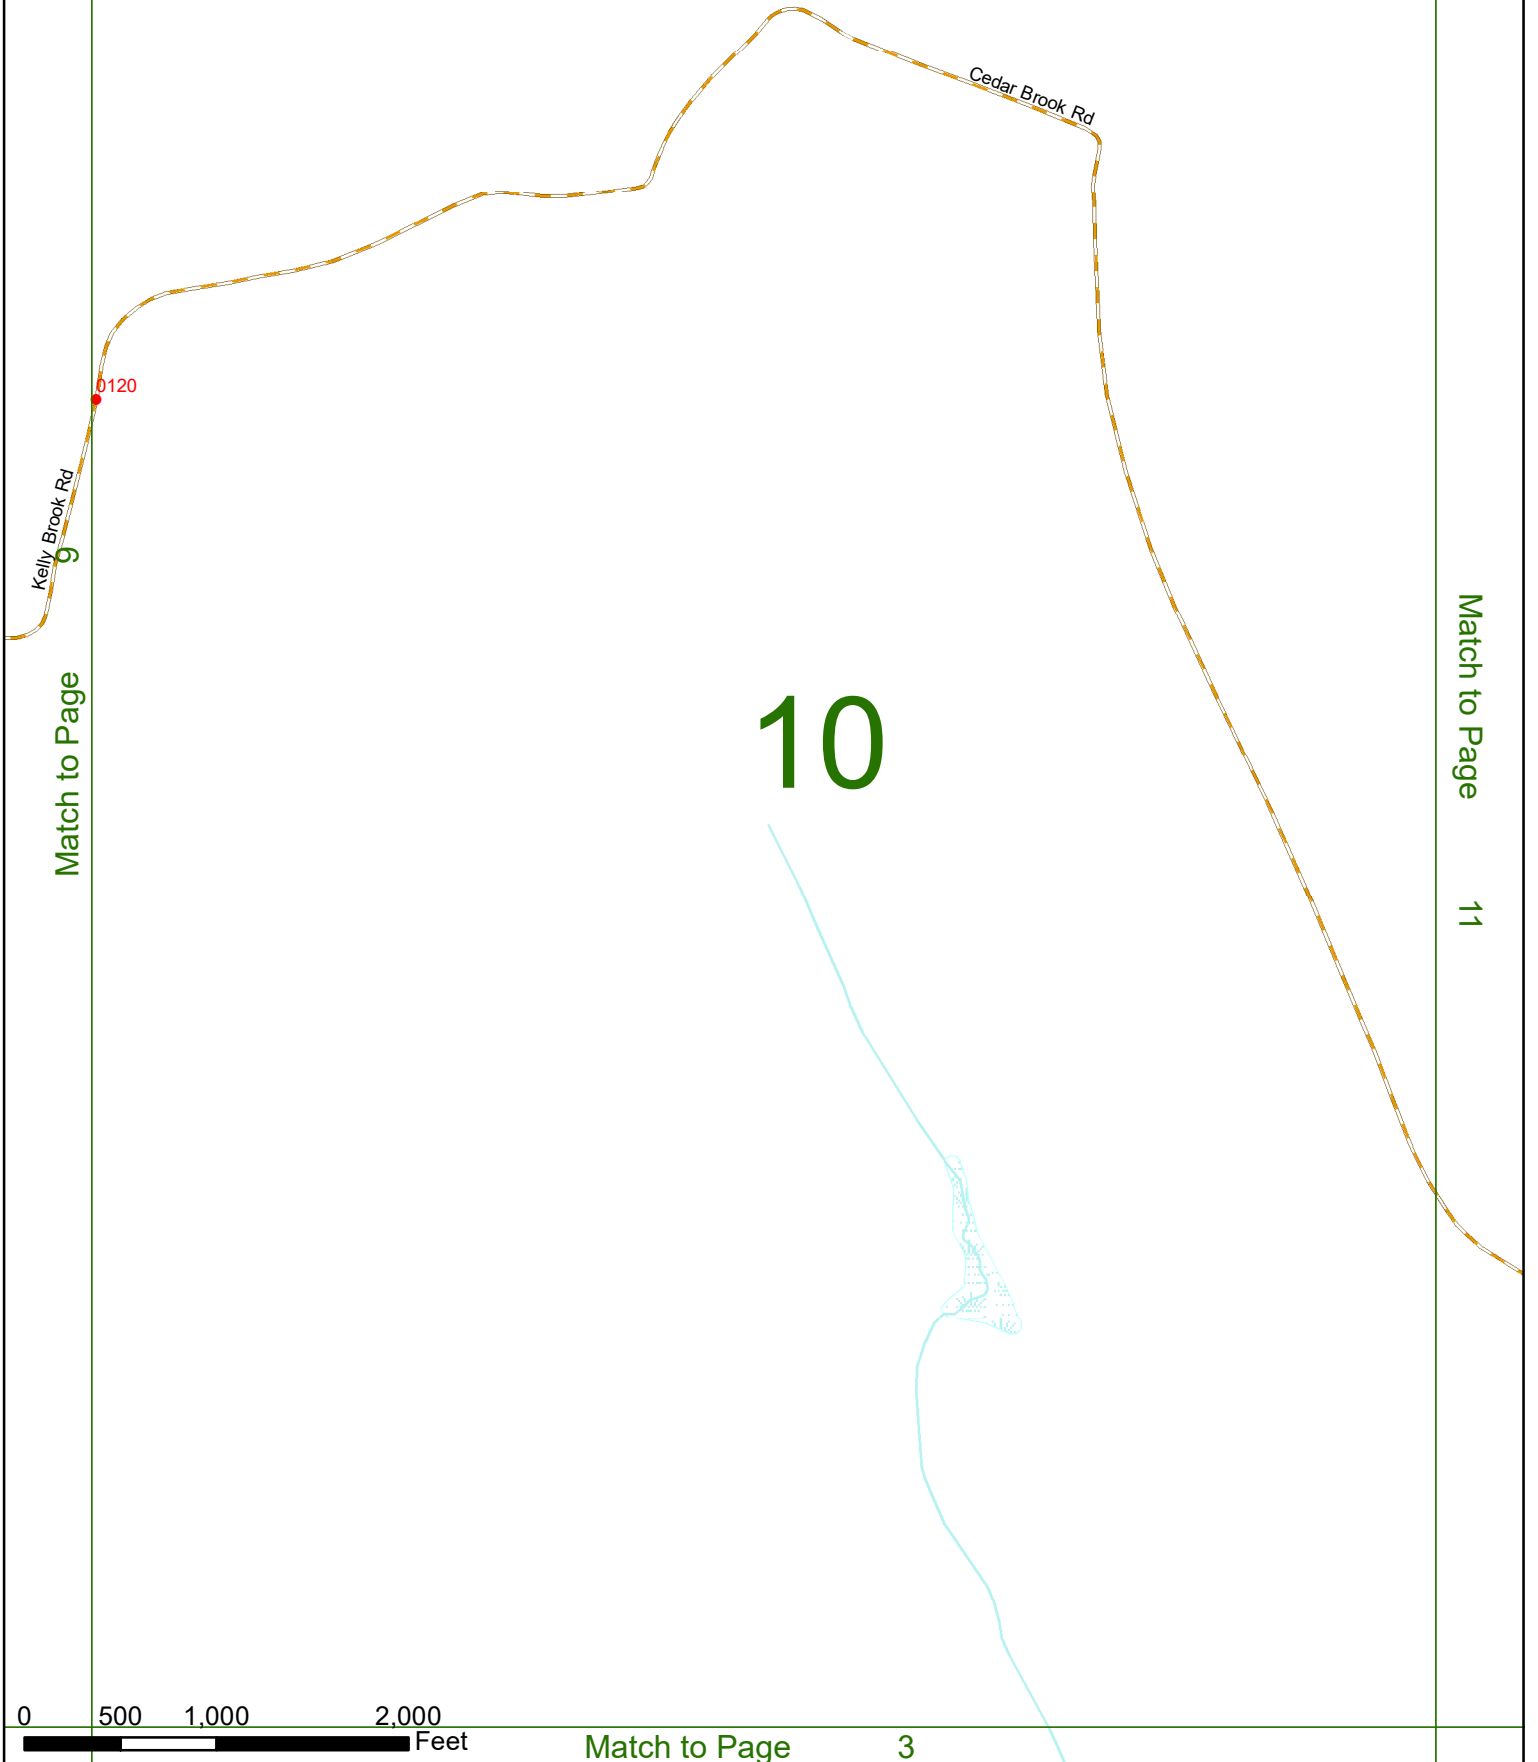 Cedar Brook Rd
0120
Kelly Brook Rd
Match to Page 9
10
Match to Page 11
0 500 1,000 2,000
Feet
Match to Page 3